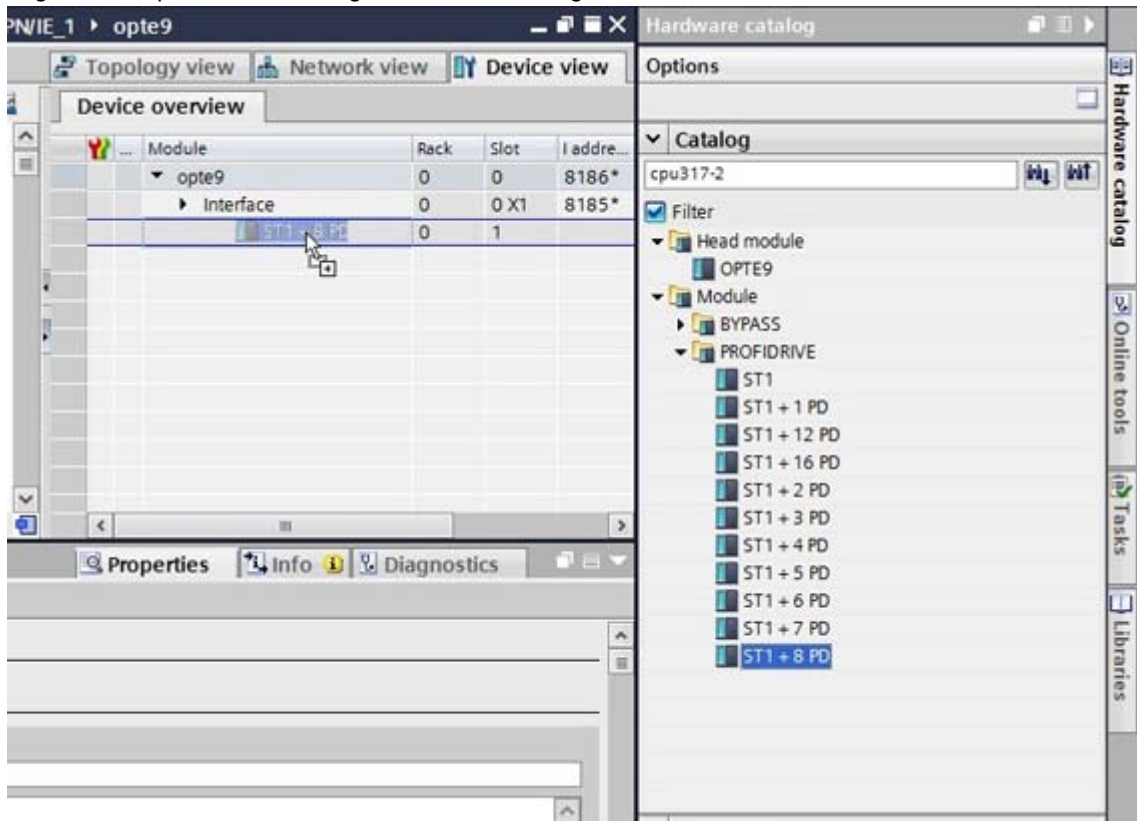 PN/IE_1 ▸ opte9
Topology view Network view Device view
Device overview
... Module Rack Slot I addre...
opte9 0 0 8186*
Interface 0 0 X1 8185*
ST1 + 8 PD 0 1
Properties Info Diagnostics
Hardware catalog
Options
Catalog
cpu317-2
Filter
Head module
OPTE9
Module
BYPASS
PROFIDRIVE
ST1
ST1 + 1 PD
ST1 + 12 PD
ST1 + 16 PD
ST1 + 2 PD
ST1 + 3 PD
ST1 + 4 PD
ST1 + 5 PD
ST1 + 6 PD
ST1 + 7 PD
ST1 + 8 PD
Hardware catalog
Online tools
Tasks
Libraries